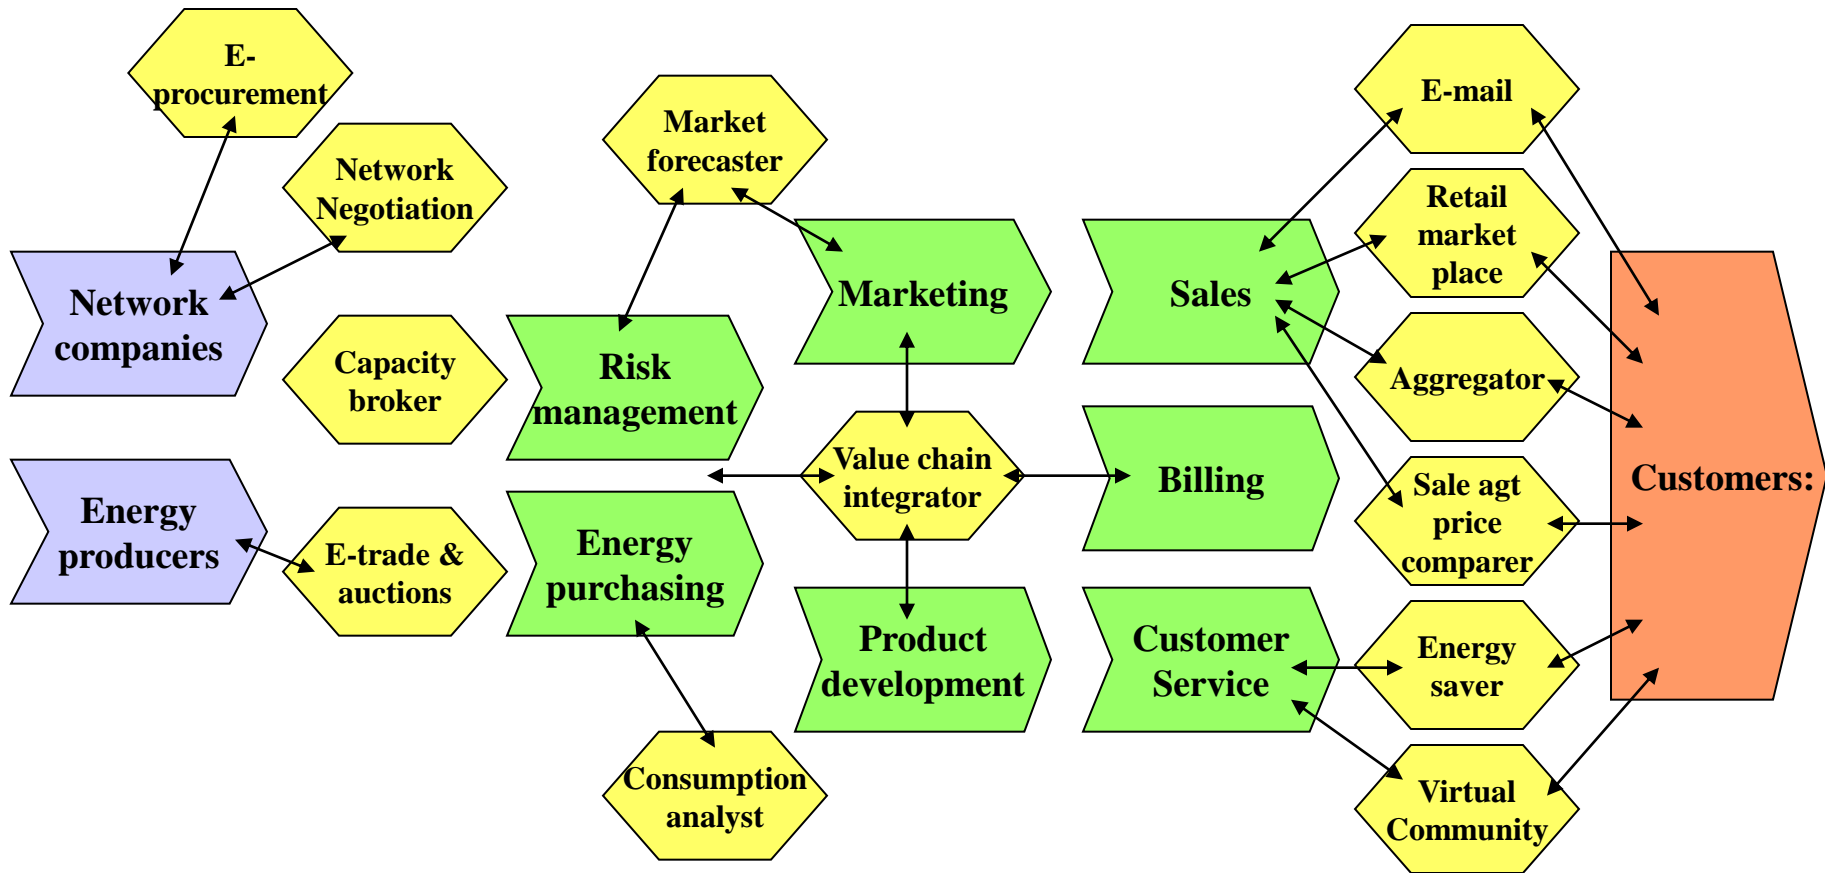 E-
procurement
Network
Negotiation
Network
companies
Capacity
broker
Energy
producers
E-trade &
auctions
Market
forecaster
Risk
management
Energy
purchasing
Consumption
analyst
Marketing
Value chain
integrator
Product
development
Sales
Billing
Customer
Service
E-mail
Retail
market
place
Aggregator
Sale agt
price
comparer
Energy
saver
Virtual
Community
Customers: